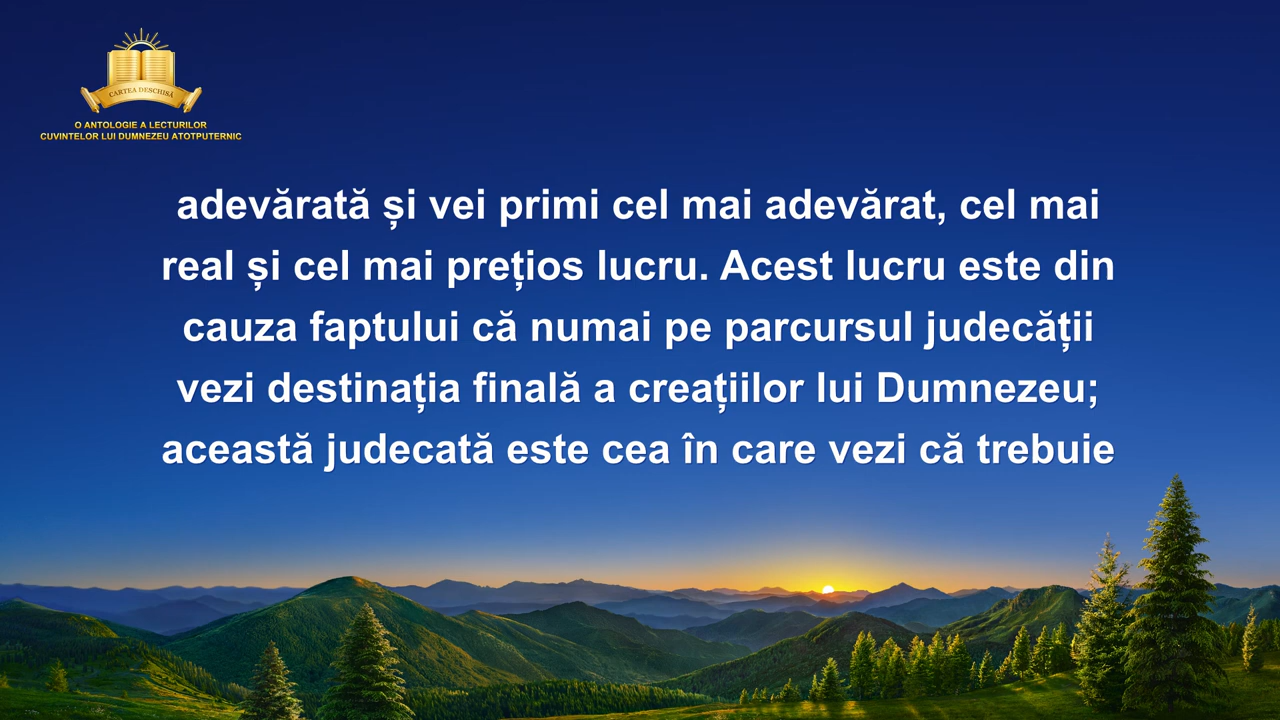 CARTEA DESCHISĂ
O ANTOLOGIE A LECTURILOR
CUVINTELOR LUI DUMNEZEU ATOTPUTERNIC
adevărată și vei primi cel mai adevărat, cel mai
real și cel mai prețios lucru. Acest lucru este din
cauza faptului că numai pe parcursul judecății
vezi destinația finală a creațiilor lui Dumnezeu;
această judecată este cea în care vezi că trebuie